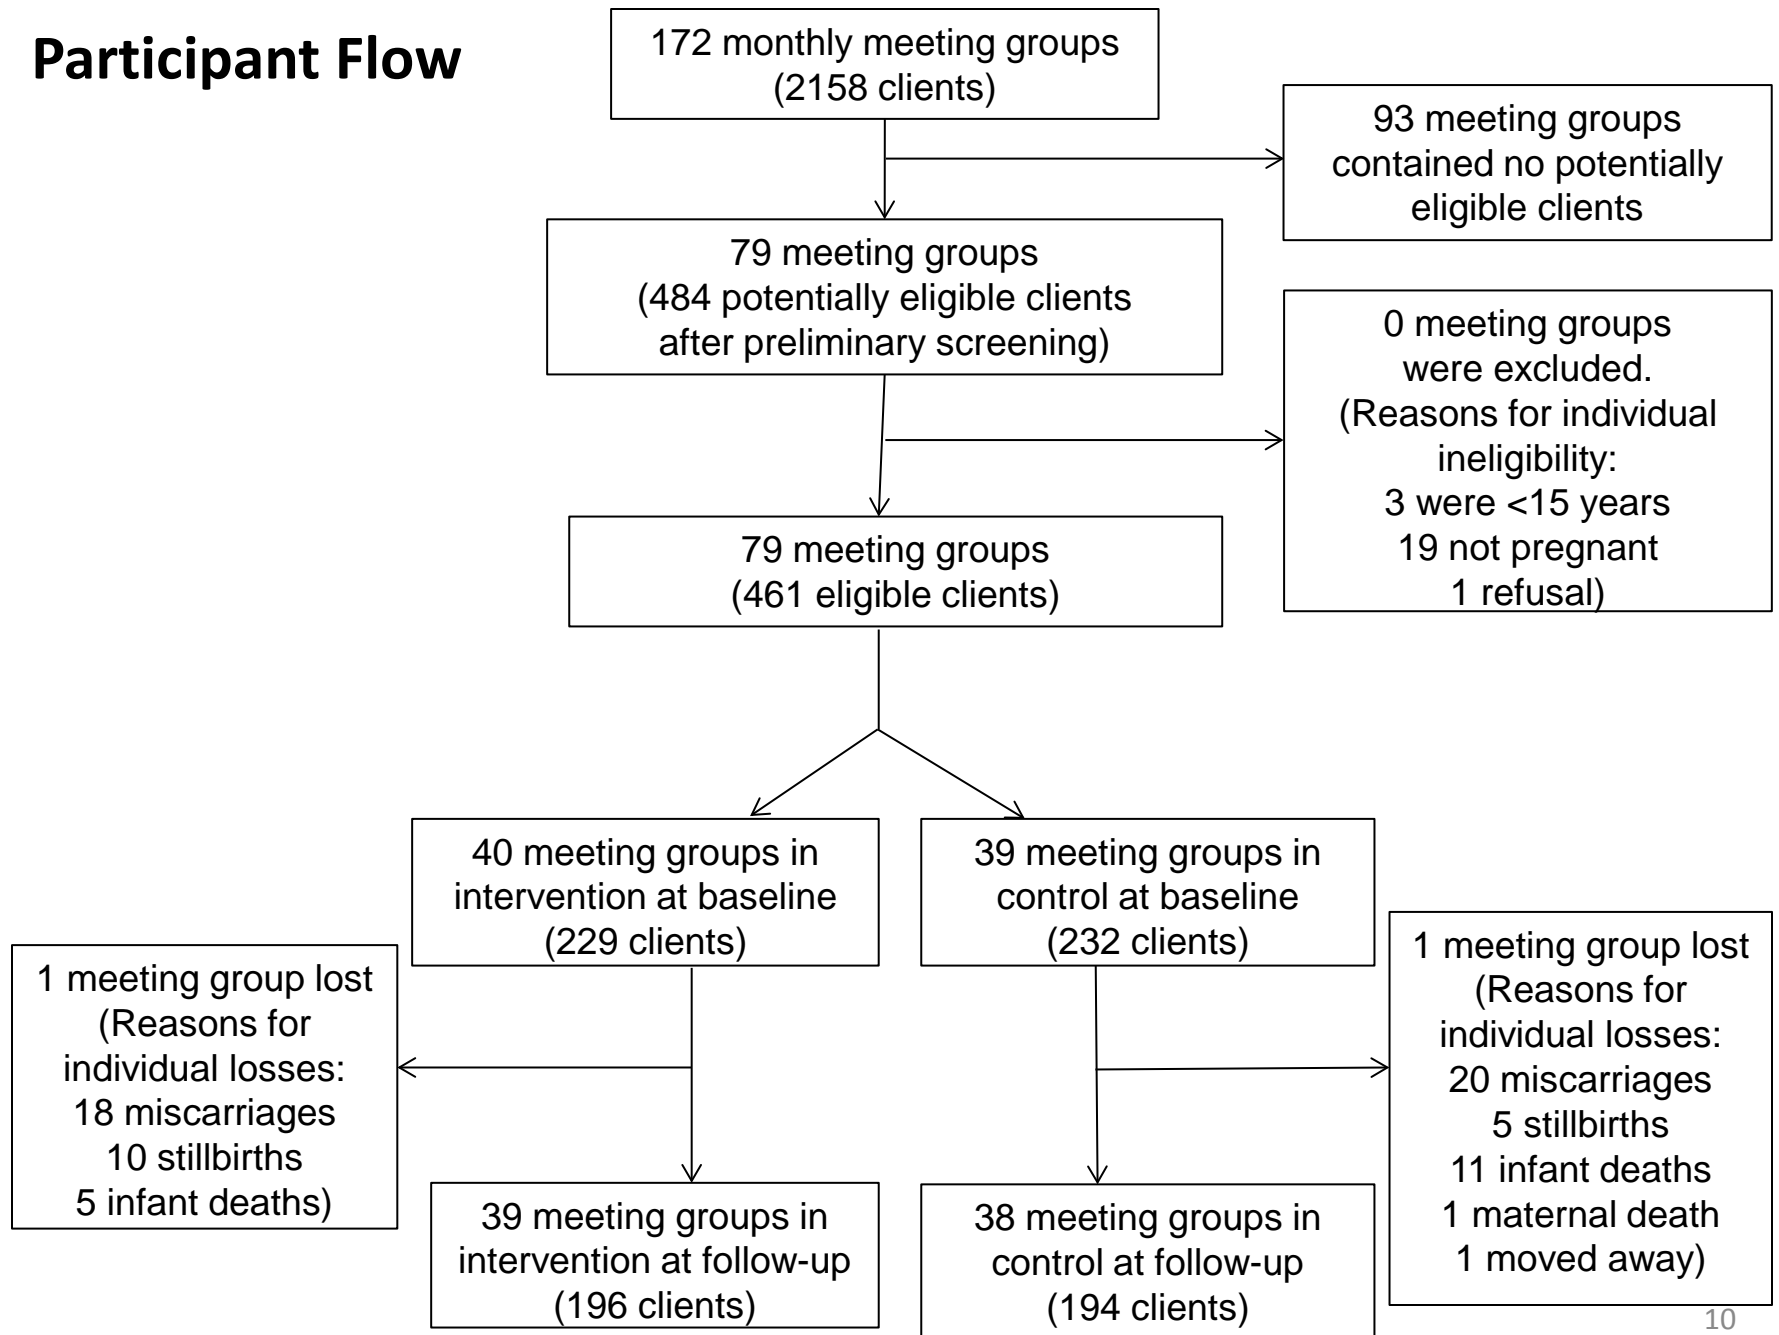 Participant Flow
172 monthly meeting groups
(2158 clients)
93 meeting groups
contained no potentially
eligible clients
79 meeting groups
(484 potentially eligible clients
after preliminary screening)
0 meeting groups
were excluded.
(Reasons for individual
ineligibility:
3 were <15 years
19 not pregnant
1 refusal)
79 meeting groups
(461 eligible clients)
40 meeting groups in
intervention at baseline
(229 clients)
39 meeting groups in
control at baseline
(232 clients)
1 meeting group lost
(Reasons for
individual losses:
18 miscarriages
10 stillbirths
5 infant deaths)
1 meeting group lost
(Reasons for
individual losses:
20 miscarriages
5 stillbirths
11 infant deaths
1 maternal death
1 moved away)
39 meeting groups in
intervention at follow-up
(196 clients)
38 meeting groups in
control at follow-up
(194 clients)
10